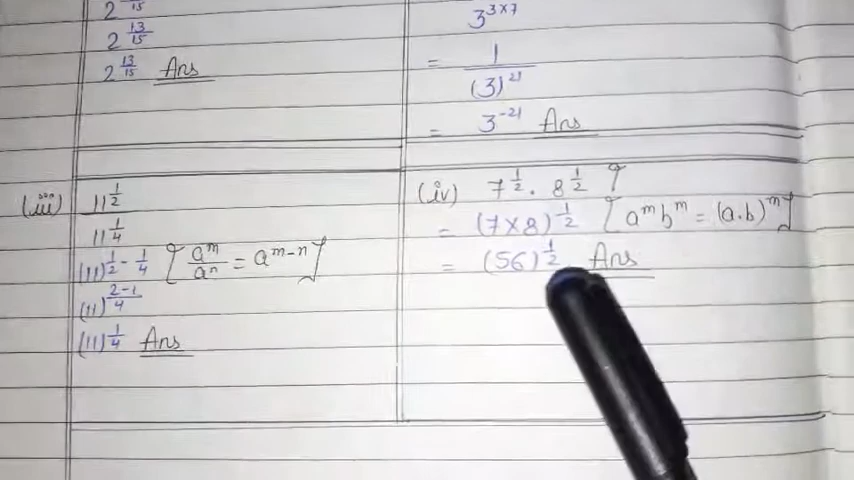 2^{13/15}
2^{13/15} Ans
3^{3×7}
= 1/(3)^{21}
= 3^{-21} Ans
(iii) 11^{1/2}
11^{1/4}
(11)^{1/2 - 1/4} [a^m/a^n = a^{m-n}]
(11)^{(2-1)/4}
(11)^{1/4} Ans
(iv) 7^{1/2} . 8^{1/2} [
= (7×8)^{1/2} [a^m b^m = (a.b)^m]
= (56)^{1/2} Ans